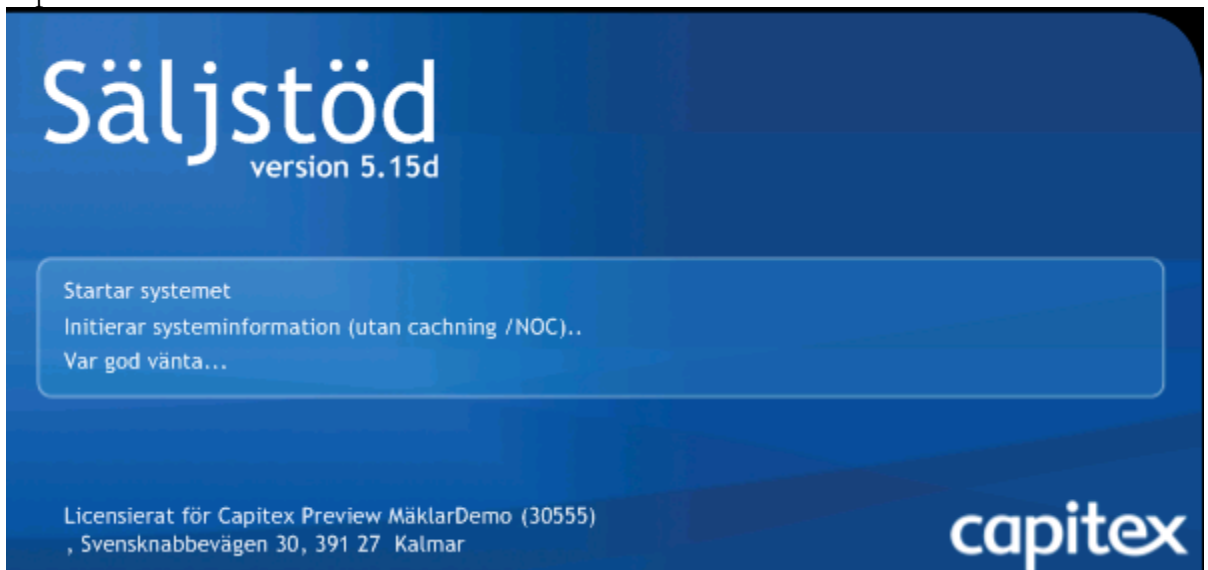 Säljstöd
version 5.15d
Startar systemet
Initierar systeminformation (utan cachning /NOC)..
Var god vänta...
Licensierat för Capitex Preview MäklarDemo (30555)
, Svensknabbevägen 30, 391 27 Kalmar
capitex